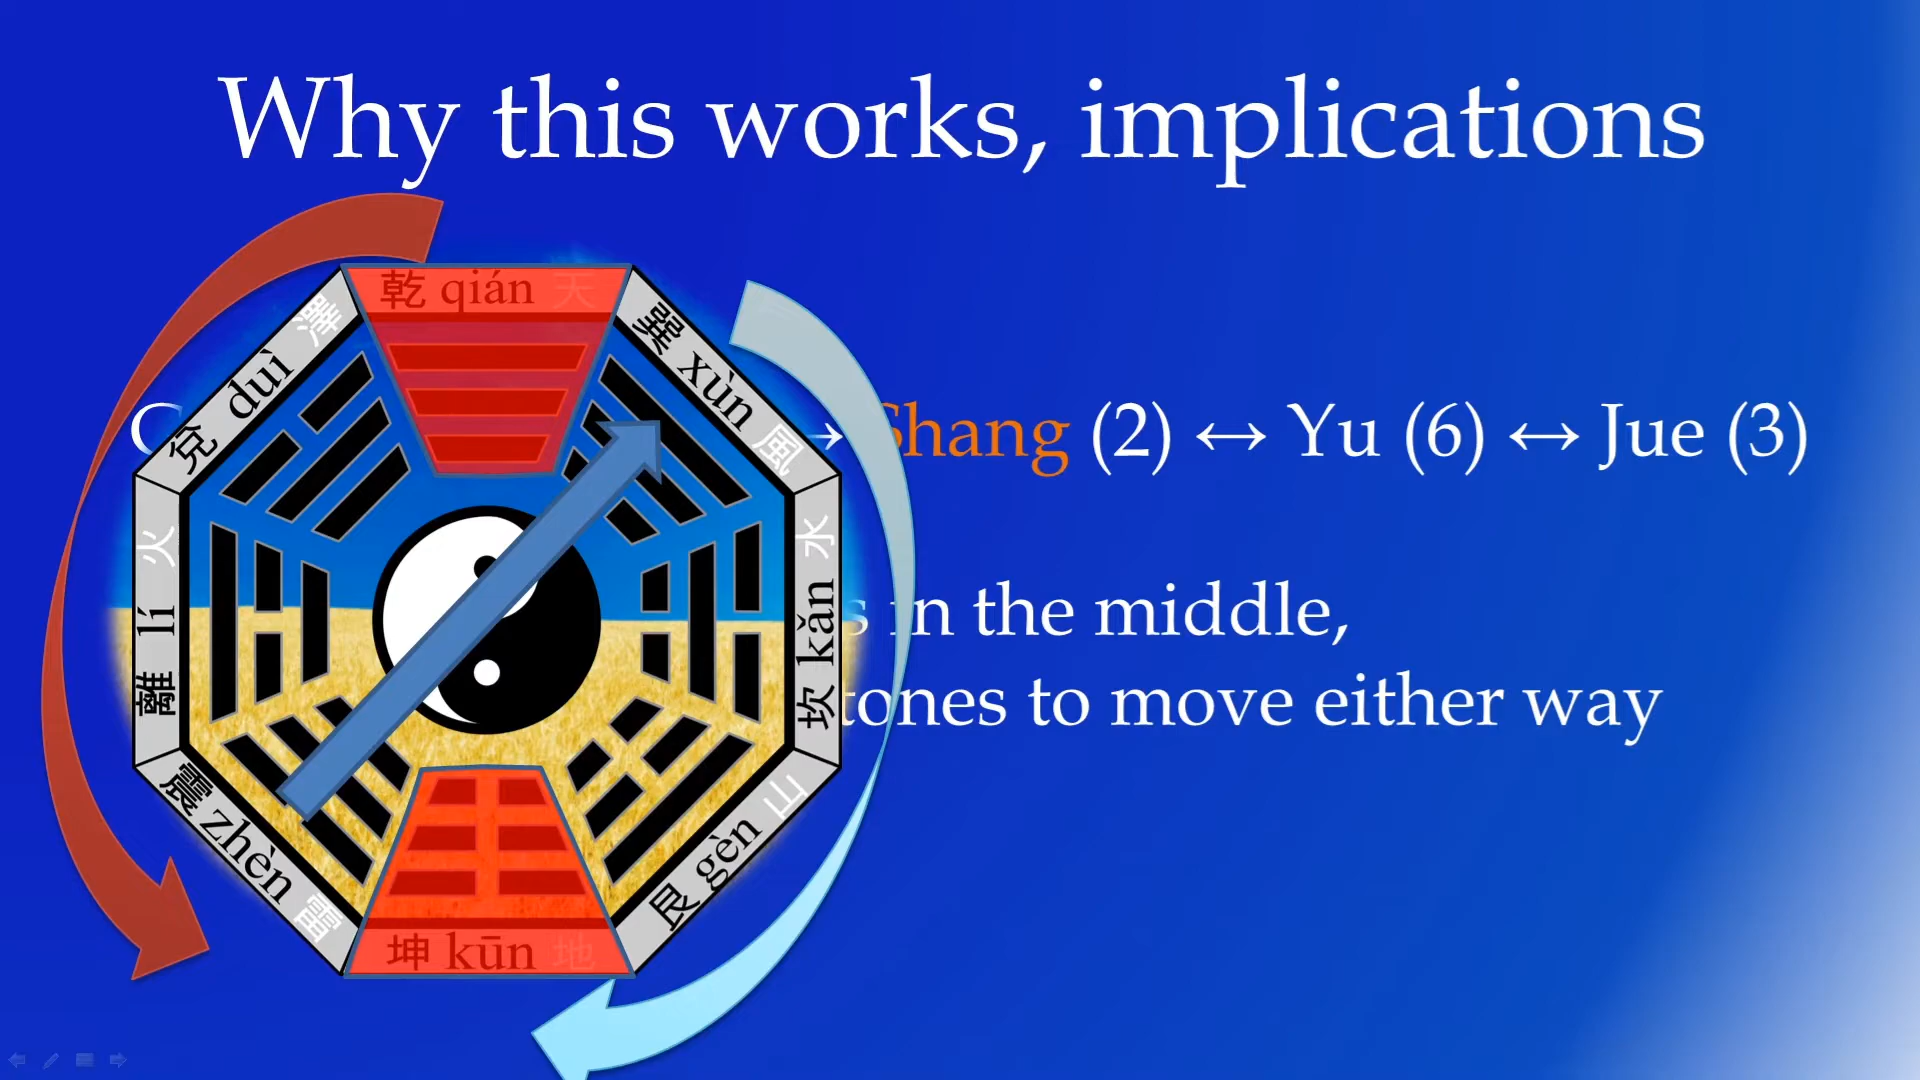 Why this works, implications
乾 qián 天
兌 duì 澤
巽 xùn 風
Shang (2) ↔ Yu (6) ↔ Jue (3)
離 lí 火
坎 kǎn 水
in the middle,
tones to move either way
震 zhèn 雷
艮 gèn 山
坤 kūn 地